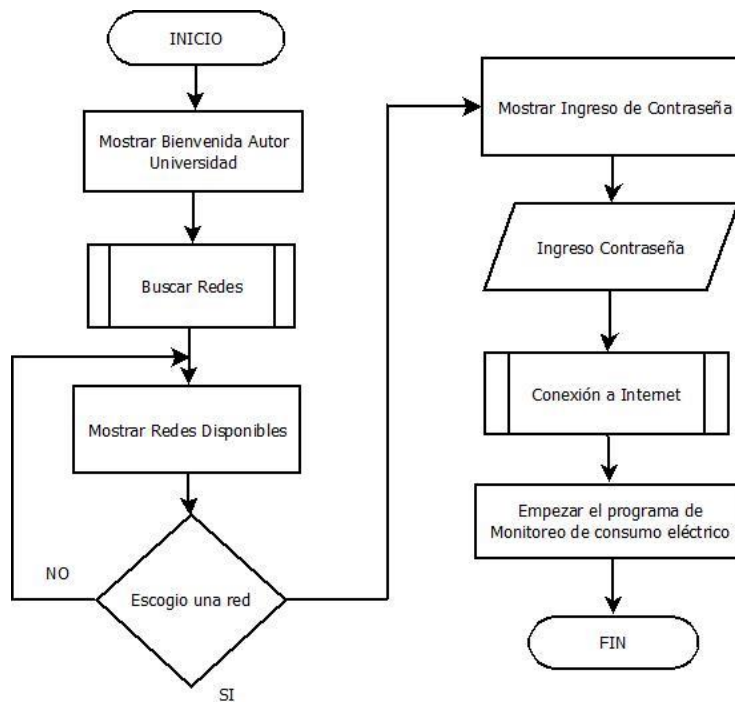 INICIO
Mostrar Bienvenida Autor
Universidad
Buscar Redes
Mostrar Redes Disponibles
Escogio una red
NO
SI
Mostrar Ingreso de Contraseña
Ingreso Contraseña
Conexión a Internet
Empezar el programa de
Monitoreo de consumo eléctrico
FIN